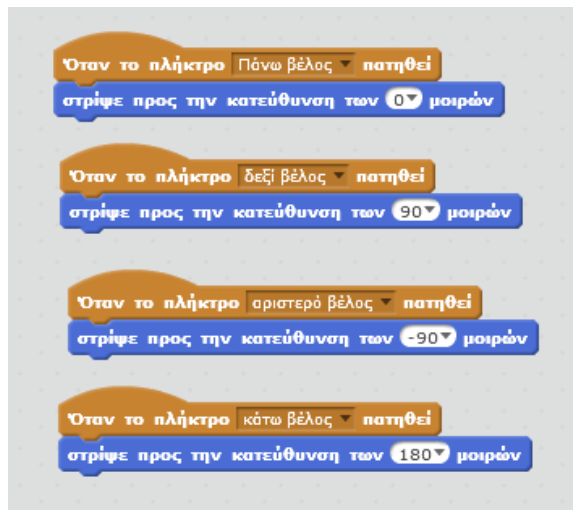 Όταν το πλήκτρο Πάνω βέλος πατηθεί
στρίψε προς την κατεύθυνση των 0 μοιρών
Όταν το πλήκτρο δεξί βέλος πατηθεί
στρίψε προς την κατεύθυνση των 90 μοιρών
Όταν το πλήκτρο αριστερό βέλος πατηθεί
στρίψε προς την κατεύθυνση των -90 μοιρών
Όταν το πλήκτρο κάτω βέλος πατηθεί
στρίψε προς την κατεύθυνση των 180 μοιρών